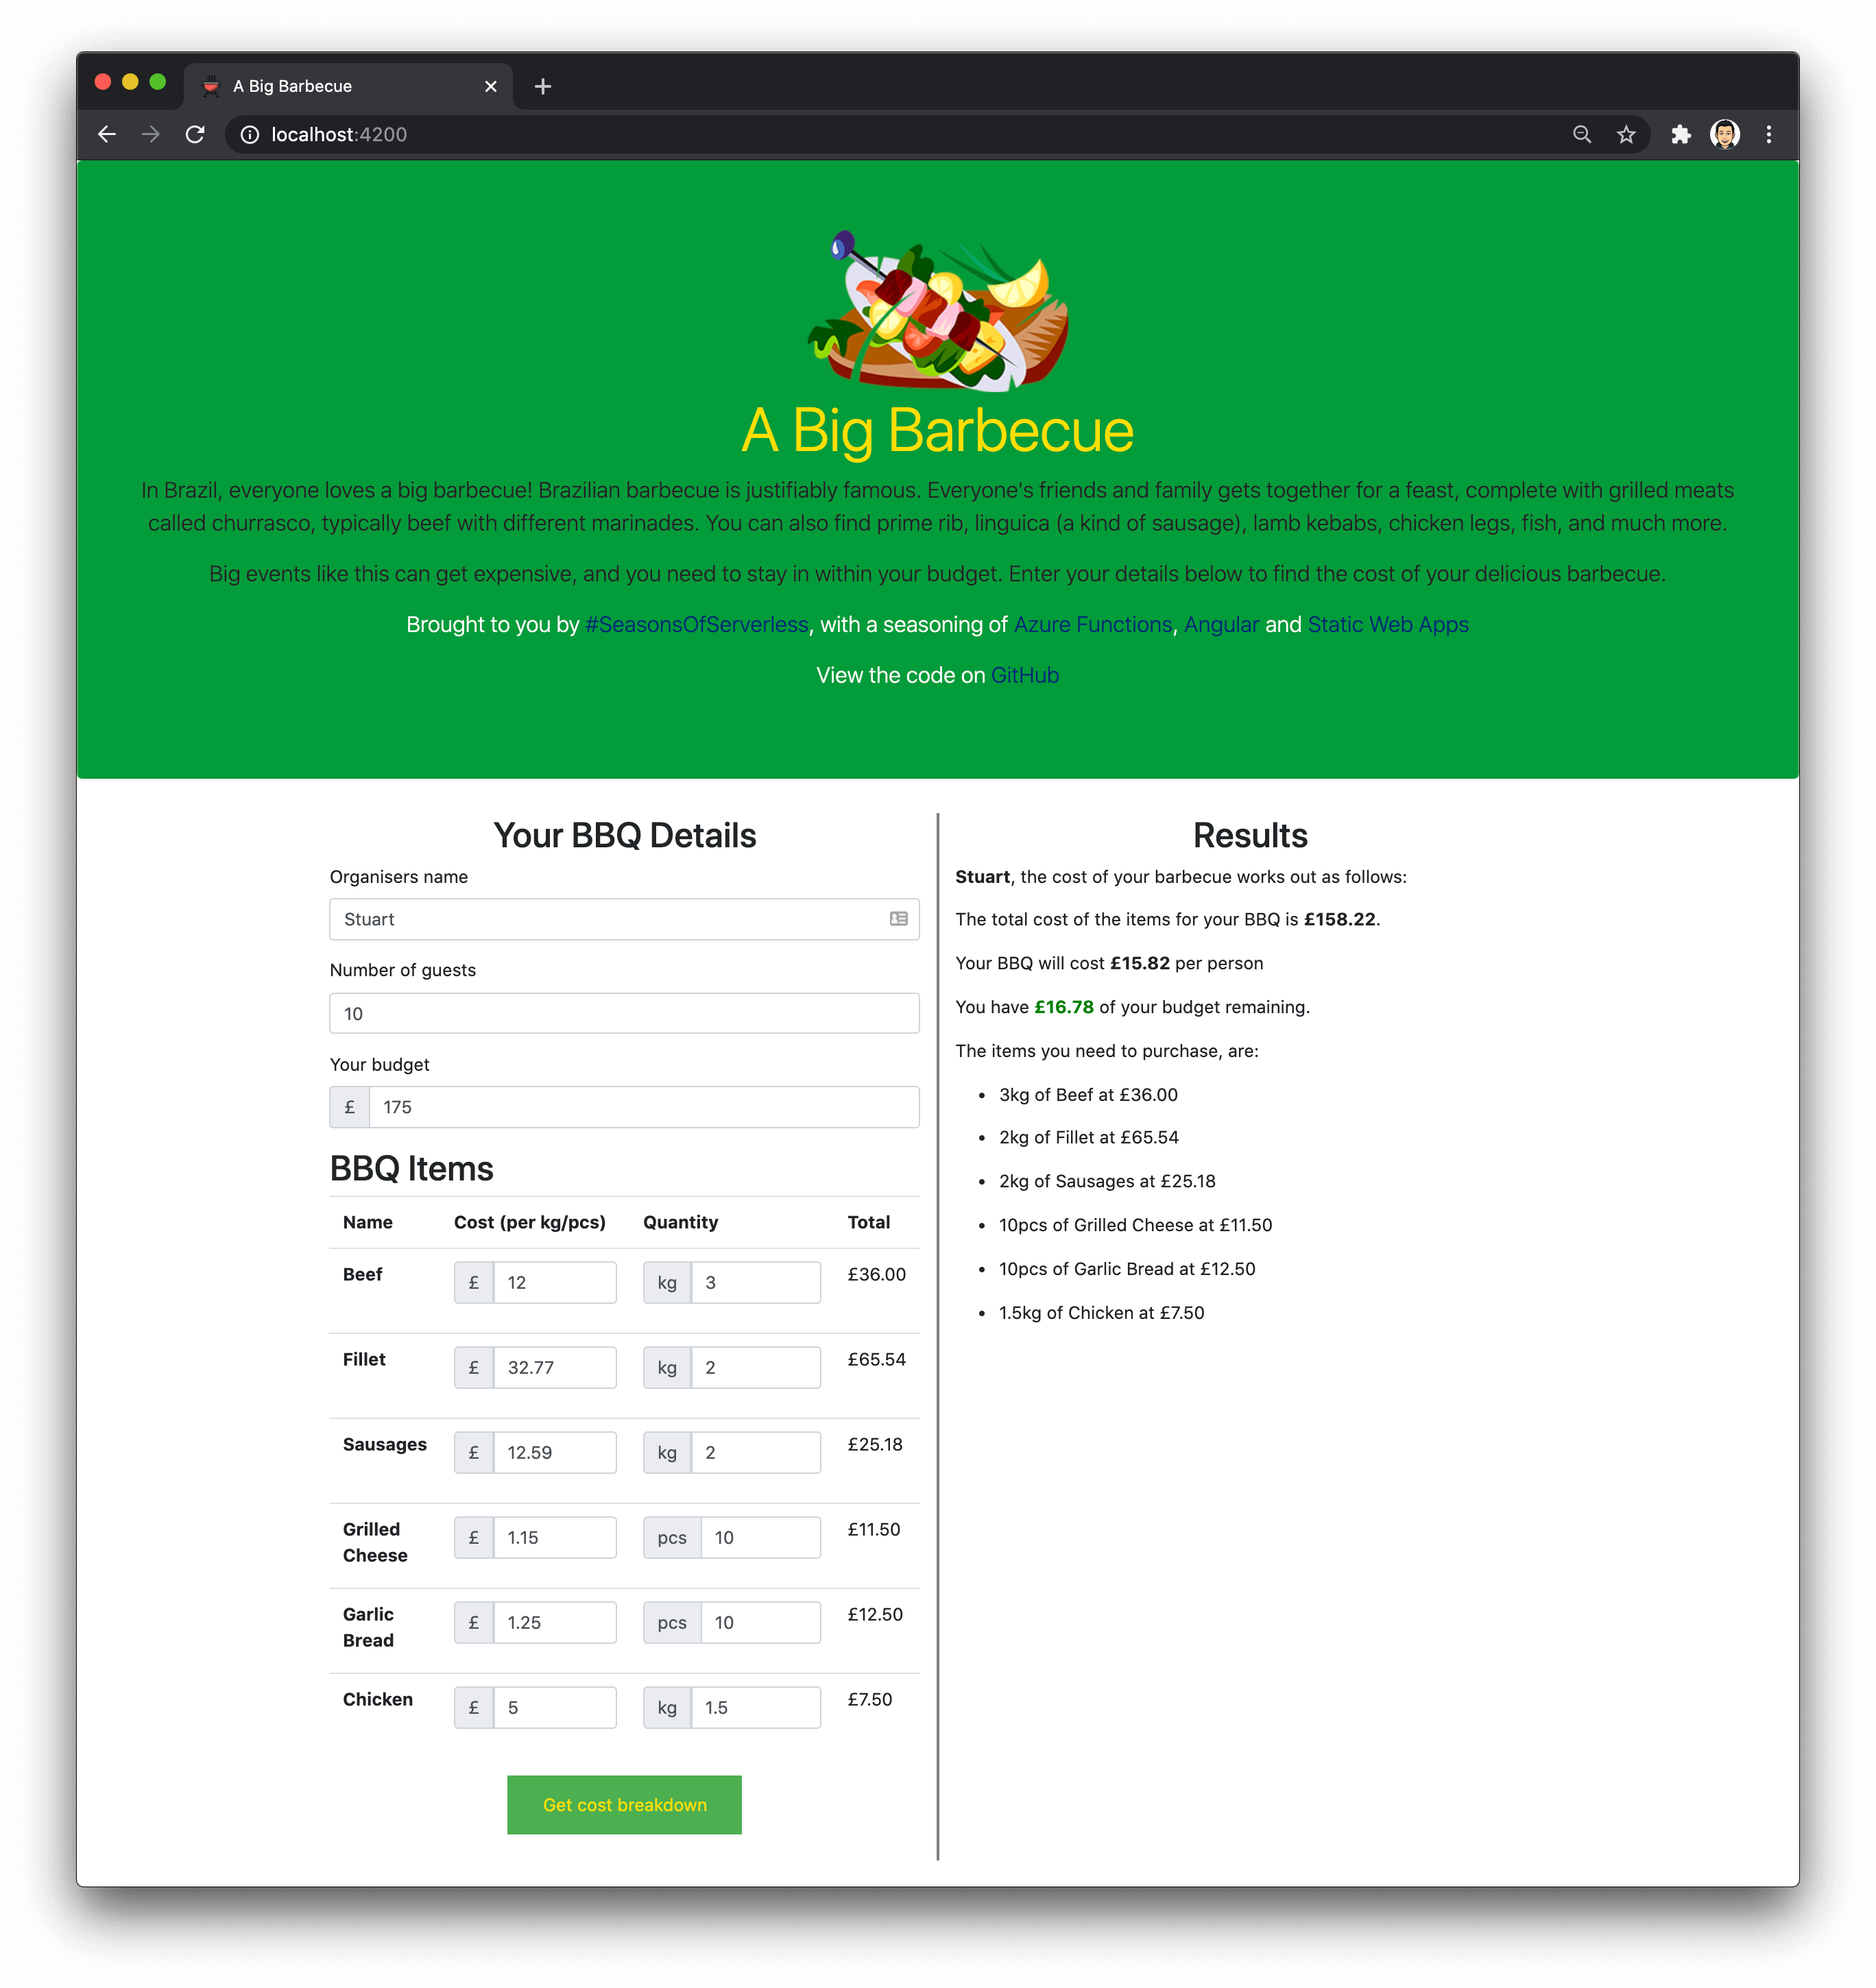 A Big Barbecue
localhost:4200
A Big Barbecue
In Brazil, everyone loves a big barbecue! Brazilian barbecue is justifiably famous. Everyone's friends and family gets together for a feast, complete with grilled meats
called churrasco, typically beef with different marinades. You can also find prime rib, linguica (a kind of sausage), lamb kebabs, chicken legs, fish, and much more.
Big events like this can get expensive, and you need to stay in within your budget. Enter your details below to find the cost of your delicious barbecue.
Brought to you by #SeasonsOfServerless, with a seasoning of Azure Functions, Angular and Static Web Apps
View the code on GitHub
Your BBQ Details
Organisers name
Stuart
Number of guests
10
Your budget
£ 175
BBQ Items
Name Cost (per kg/pcs) Quantity Total
Beef £ 12 kg 3 £36.00
Fillet £ 32.77 kg 2 £65.54
Sausages £ 12.59 kg 2 £25.18
Grilled
Cheese £ 1.15 pcs 10 £11.50
Garlic
Bread £ 1.25 pcs 10 £12.50
Chicken £ 5 kg 1.5 £7.50
Get cost breakdown
Results
Stuart, the cost of your barbecue works out as follows:
The total cost of the items for your BBQ is £158.22.
Your BBQ will cost £15.82 per person
You have £16.78 of your budget remaining.
The items you need to purchase, are:
• 3kg of Beef at £36.00
• 2kg of Fillet at £65.54
• 2kg of Sausages at £25.18
• 10pcs of Grilled Cheese at £11.50
• 10pcs of Garlic Bread at £12.50
• 1.5kg of Chicken at £7.50